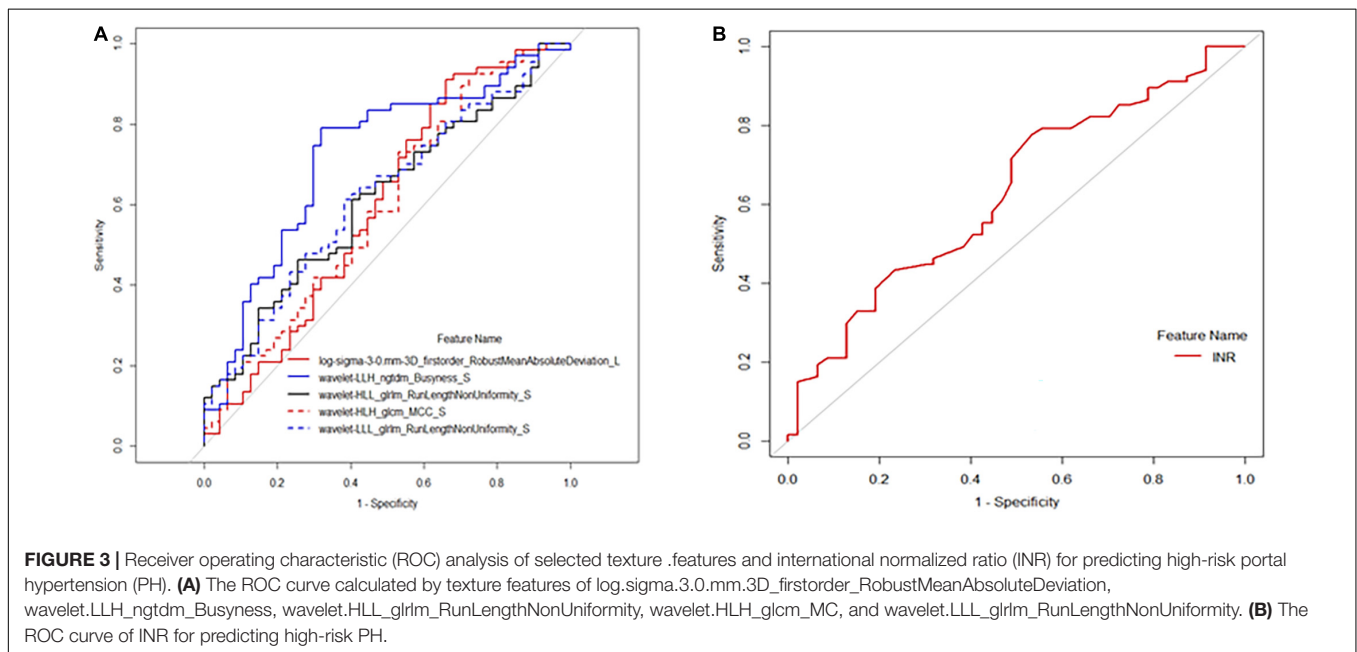 A
1.0
0.8
0.6
0.4
0.2
0.0
Sensitivity
Feature Name
log-sigma-3-0.mm-3D_firstorder_RobustMeanAbsoluteDeviation_L
wavelet-LLH_ngtdm_Busyness_S
wavelet-HLL_glrlm_RunLengthNonUniformity_S
wavelet-HLH_glcm_MCC_S
wavelet-LLL_glrlm_RunLengthNonUniformity_S
0.0 0.2 0.4 0.6 0.8 1.0
1 - Specificity
B
1.0
0.8
0.6
0.4
0.2
0.0
Sensitivity
Feature Name
INR
0.0 0.2 0.4 0.6 0.8 1.0
1 - Specificity
FIGURE 3 | Receiver operating characteristic (ROC) analysis of selected texture .features and international normalized ratio (INR) for predicting high-risk portal
hypertension (PH). (A) The ROC curve calculated by texture features of log.sigma.3.0.mm.3D_firstorder_RobustMeanAbsoluteDeviation,
wavelet.LLH_ngtdm_Busyness, wavelet.HLL_glrlm_RunLengthNonUniformity, wavelet.HLH_glcm_MC, and wavelet.LLL_glrlm_RunLengthNonUniformity. (B) The
ROC curve of INR for predicting high-risk PH.